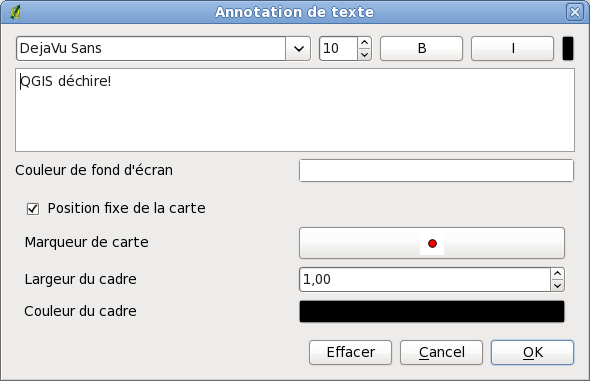 Annotation de texte
DejaVu Sans 10 B I
QGIS déchire!
Couleur de fond d'écran
Position fixe de la carte
Marqueur de carte
Largeur du cadre 1,00
Couleur du cadre
Effacer Cancel OK